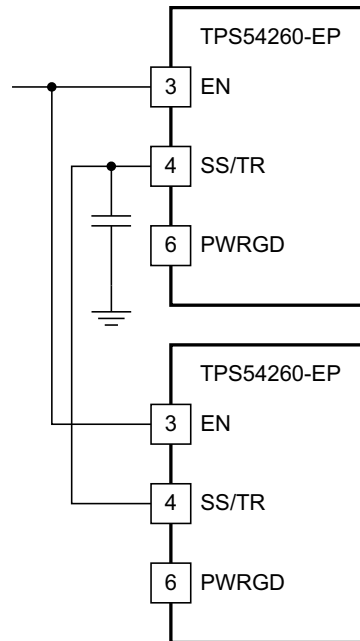 TPS54260-EP
3 EN
4 SS/TR
6 PWRGD
TPS54260-EP
3 EN
4 SS/TR
6 PWRGD